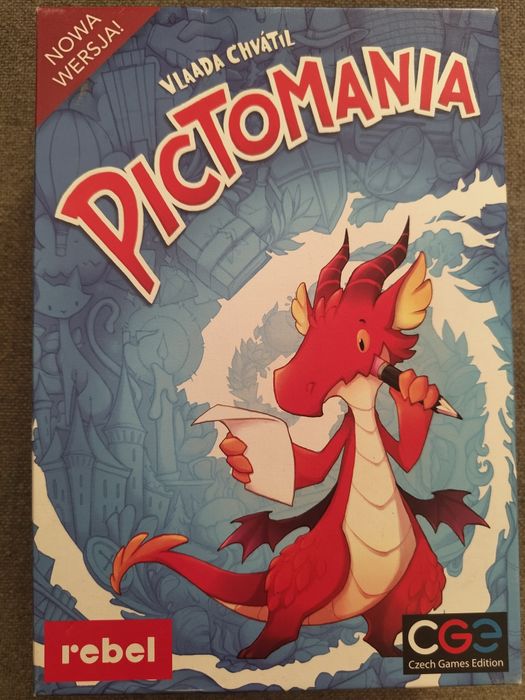 NOWA
WERSJA!
VLAADA CHVÁTIL
PICTOMANIA
rebel
CGE
Czech Games Edition